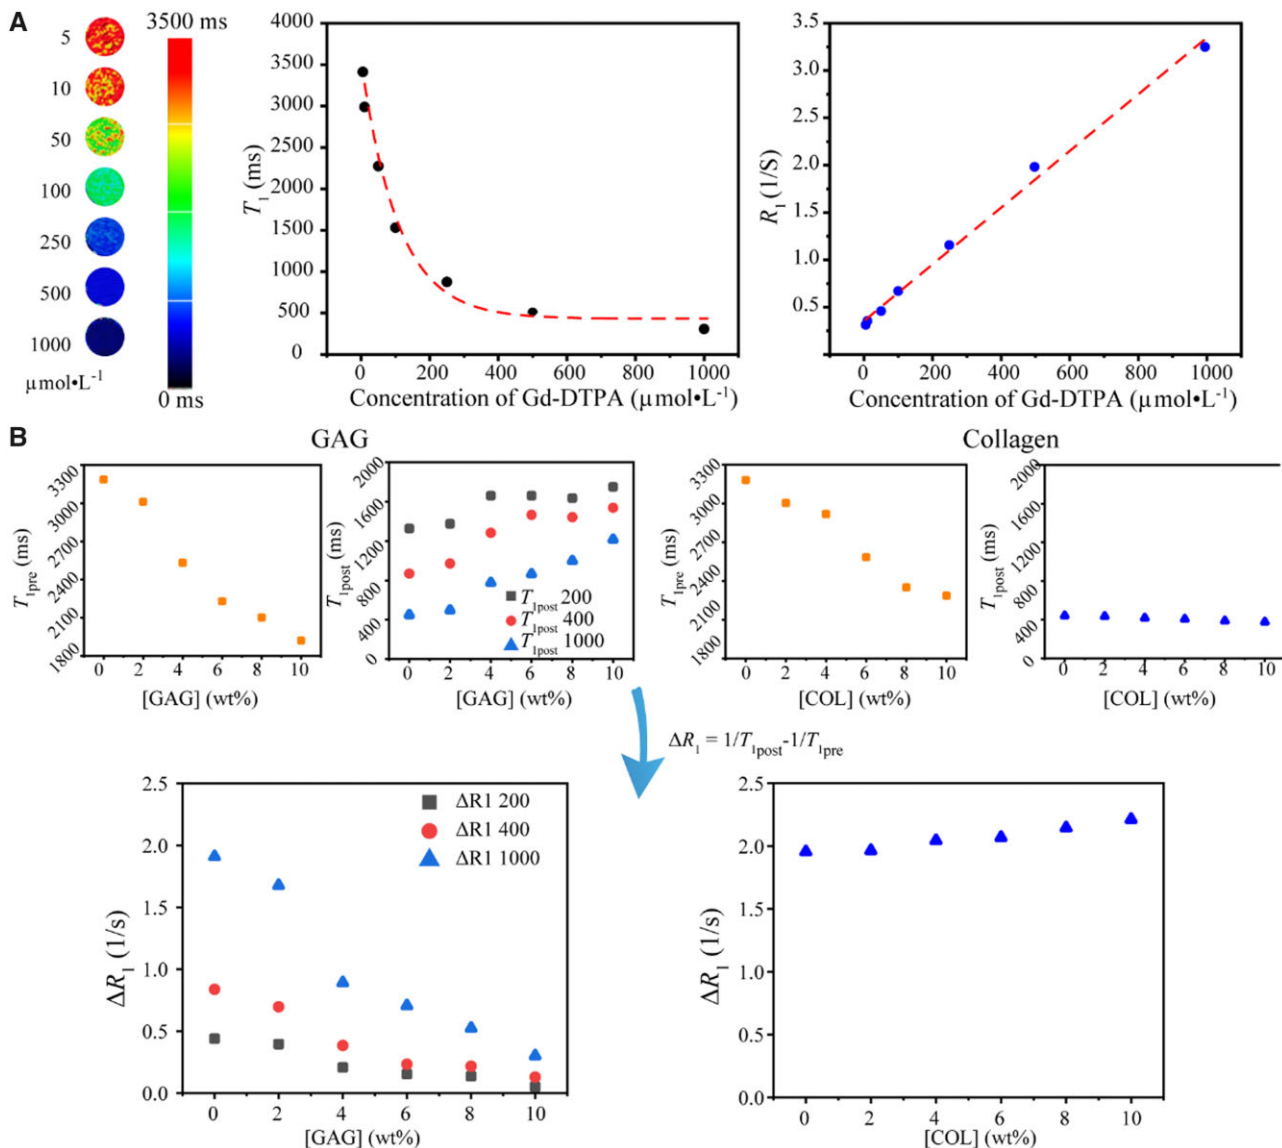 A
3500 ms
5
10
50
100
250
500
1000
µmol•L-1
0 ms
4000
3500
3000
2500
2000
1500
1000
500
0
T1 (ms)
0 200 400 600 800 1000
Concentration of Gd-DTPA (µmol•L-1)
3.5
3.0
2.0
1.0
0.5
R1 (1/S)
0 200 400 600 800 1000
Concentration of Gd-DTPA (µmol•L-1)
B
GAG
Collagen
3300
3000
2700
2400
2100
1800
T1pre (ms)
0 2 4 6 8 10
[GAG] (wt%)
2000
1600
1200
800
400
0
T1post (ms)
T1post 200
T1post 400
T1post 1000
0 2 4 6 8 10
[GAG] (wt%)
3300
3000
2700
2400
2100
1800
T1pre (ms)
0 2 4 6 8 10
[COL] (wt%)
2000
1600
1200
800
400
0
T1post (ms)
0 2 4 6 8 10
[COL] (wt%)
ΔR1 = 1/T1post-1/T1pre
2.5
2.0
1.5
1.0
0.5
0.0
ΔR1 (1/s)
ΔR1 200
ΔR1 400
ΔR1 1000
0 2 4 6 8 10
[GAG] (wt%)
2.5
2.0
1.5
1.0
0.5
0.0
ΔR1 (1/s)
0 2 4 6 8 10
[COL] (wt%)